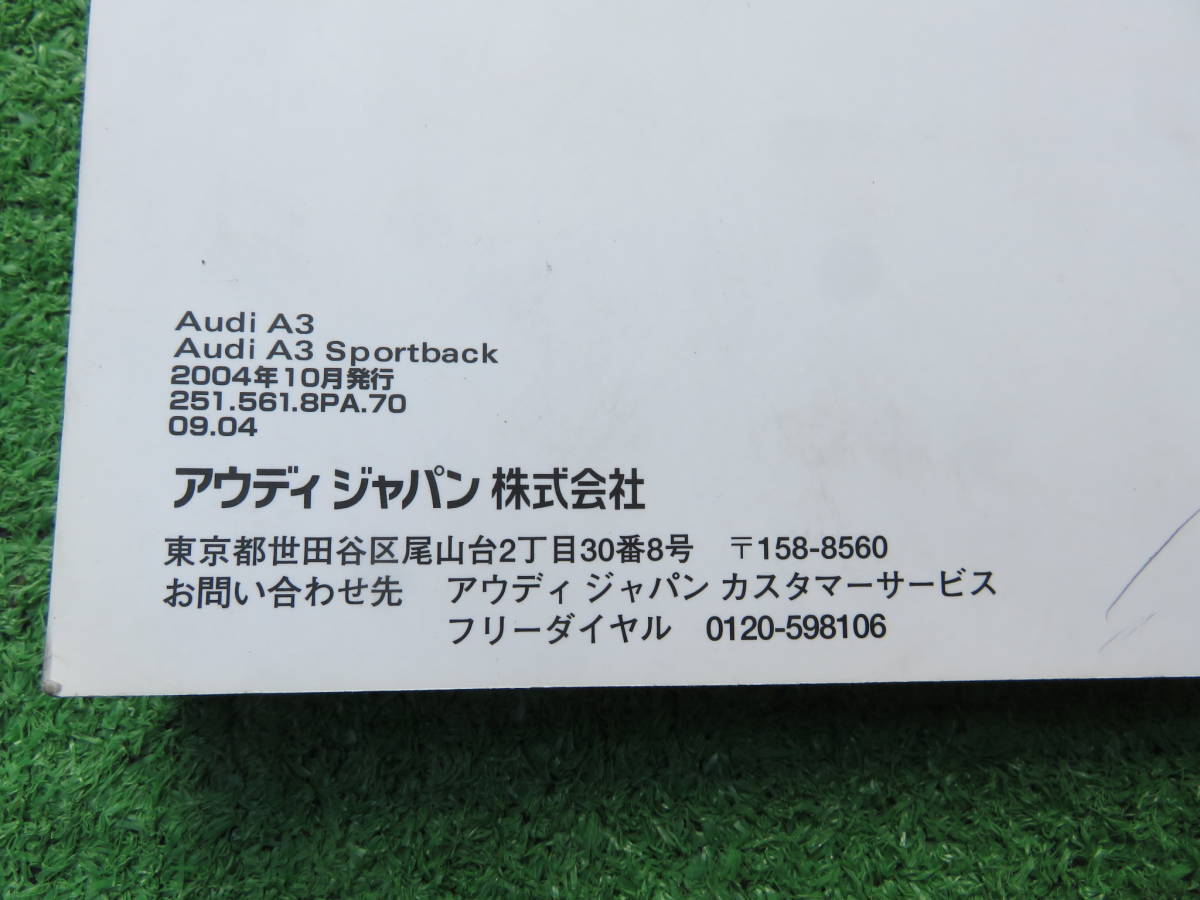 Audi A3
Audi A3 Sportback
2004年10月発行
251.561.8PA.70
09.04
アウディ ジャパン 株式会社
東京都世田谷区尾山台2丁目30番8号 〒158-8560
お問い合わせ先 アウディ ジャパン カスタマーサービス
フリーダイヤル 0120-598106